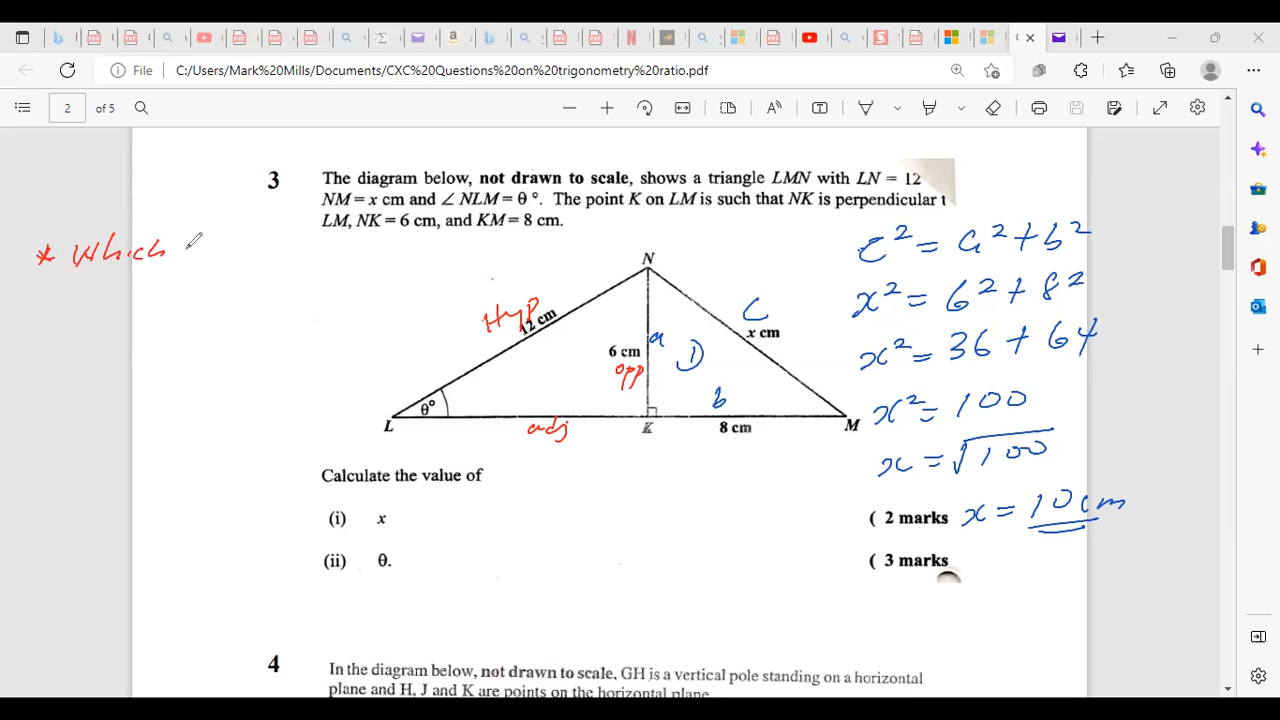 File C:/Users/Mark%20Mills/Documents/CXC%20Questions%20on%20trigonometry%20ratio.pdf
2 of 5
3 The diagram below, not drawn to scale, shows a triangle LMN with LN = 12
NM = x cm and ∠ NLM = θ °. The point K on LM is such that NK is perpendicular t
LM, NK = 6 cm, and KM = 8 cm.
* Which
c² = a² + b²
x² = 6² + 8²
x² = 36 + 64
x² = 100
x = √100
x = 10cm
N
Hyp
12 cm
C
x cm
6 cm
a
opp
1
b
θ°
L
adj
K
8 cm
M
Calculate the value of
(i) x ( 2 marks
(ii) θ. ( 3 marks
4 In the diagram below, not drawn to scale, GH is a vertical pole standing on a horizontal
plane and H, J and K are points on the horizontal plane.